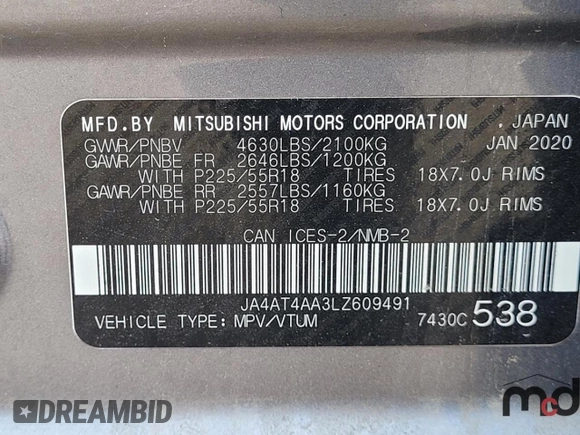 MFD.BY MITSUBISHI MOTORS CORPORATION , JAPAN
GVWR/PNBV 4630LBS/2100KG JAN 2020
GAWR/PNBE FR 2646LBS/1200KG
WITH P225/55R18 TIRES 18X7.0J RIMS
GAWR/PNBE RR 2557LBS/1160KG
WITH P225/55R18 TIRES 18X7.0J RIMS
CAN ICES-2/NMB-2
JA4AT4AA3LZ609491
VEHICLE TYPE:MPV/VTUM 7430C 538
mcd
DREAMBID